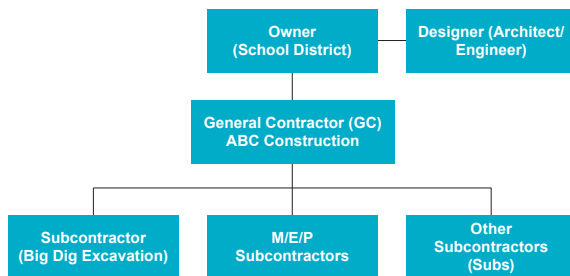 Owner
(School District)
Designer (Architect/
Engineer)
General Contractor (GC)
ABC Construction
Subcontractor
(Big Dig Excavation)
M/E/P
Subcontractors
Other
Subcontractors
(Subs)